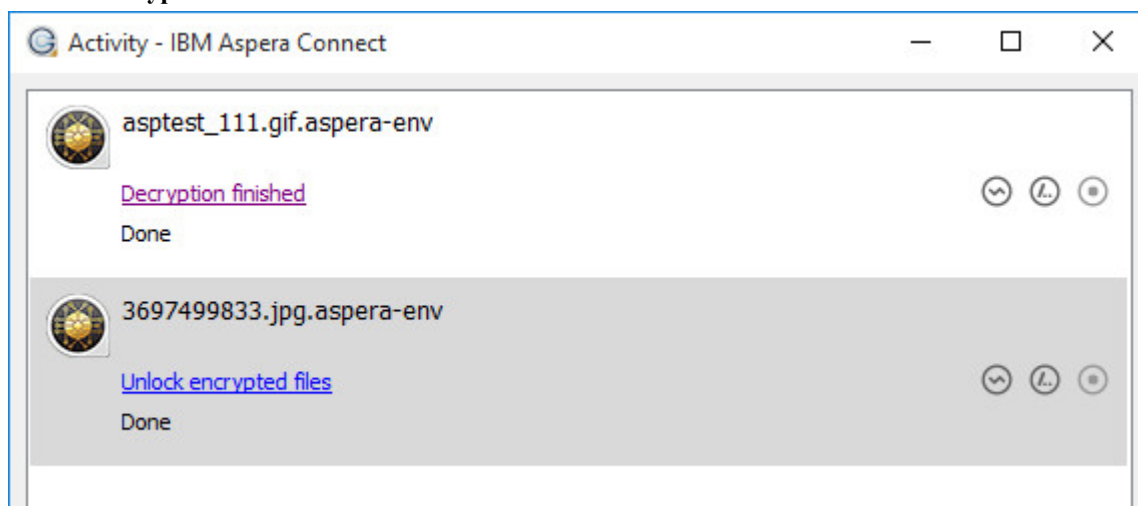 Activity - IBM Aspera Connect
asptest_111.gif.aspera-env
Decryption finished
Done
3697499833.jpg.aspera-env
Unlock encrypted files
Done